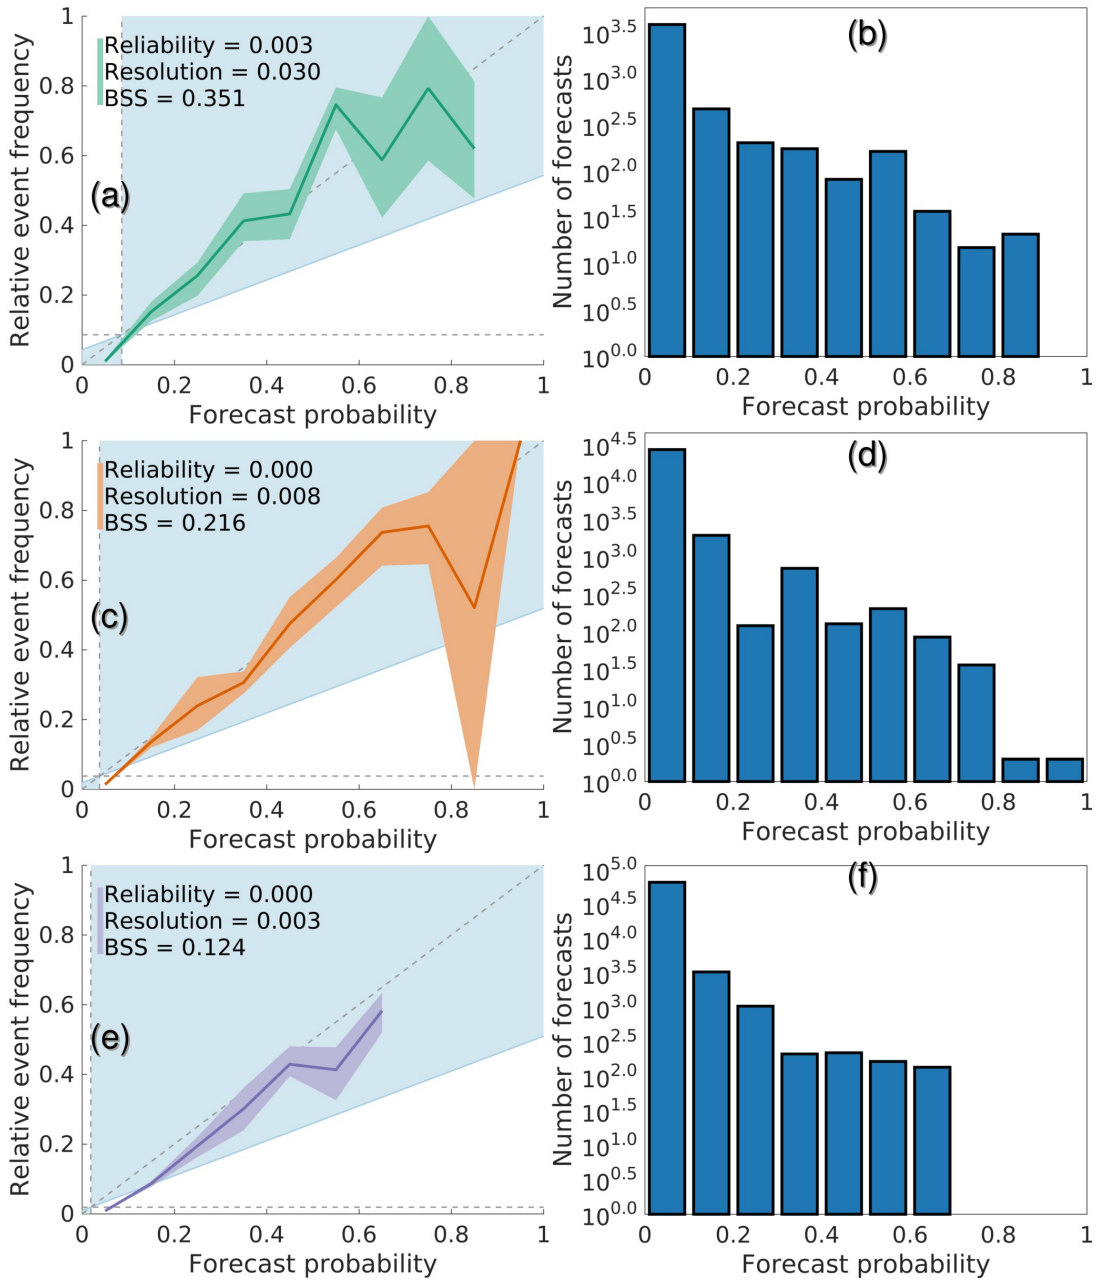 Relative event frequency
1
0.8
0.6
0.4
0.2
0
Reliability = 0.003
Resolution = 0.030
BSS = 0.351
(a)
0 0.2 0.4 0.6 0.8 1
Forecast probability
Number of forecasts
10^3.5
10^3.0
10^2.5
10^2.0
10^1.5
10^1.0
10^0.5
10^0.0
(b)
0 0.2 0.4 0.6 0.8 1
Forecast probability
Relative event frequency
1
0.8
0.6
0.4
0.2
0
Reliability = 0.000
Resolution = 0.008
BSS = 0.216
(c)
0 0.2 0.4 0.6 0.8 1
Forecast probability
Number of forecasts
10^4.5
10^4.0
10^3.5
10^3.0
10^2.5
10^2.0
10^1.5
10^1.0
10^0.5
10^0.0
(d)
0 0.2 0.4 0.6 0.8 1
Forecast probability
Relative event frequency
1
0.8
0.6
0.4
0.2
0
Reliability = 0.000
Resolution = 0.003
BSS = 0.124
(e)
0 0.2 0.4 0.6 0.8 1
Forecast probability
Number of forecasts
10^5.0
10^4.5
10^4.0
10^3.5
10^3.0
10^2.5
10^2.0
10^1.5
10^1.0
10^0.5
10^0.0
(f)
0 0.2 0.4 0.6 0.8 1
Forecast probability